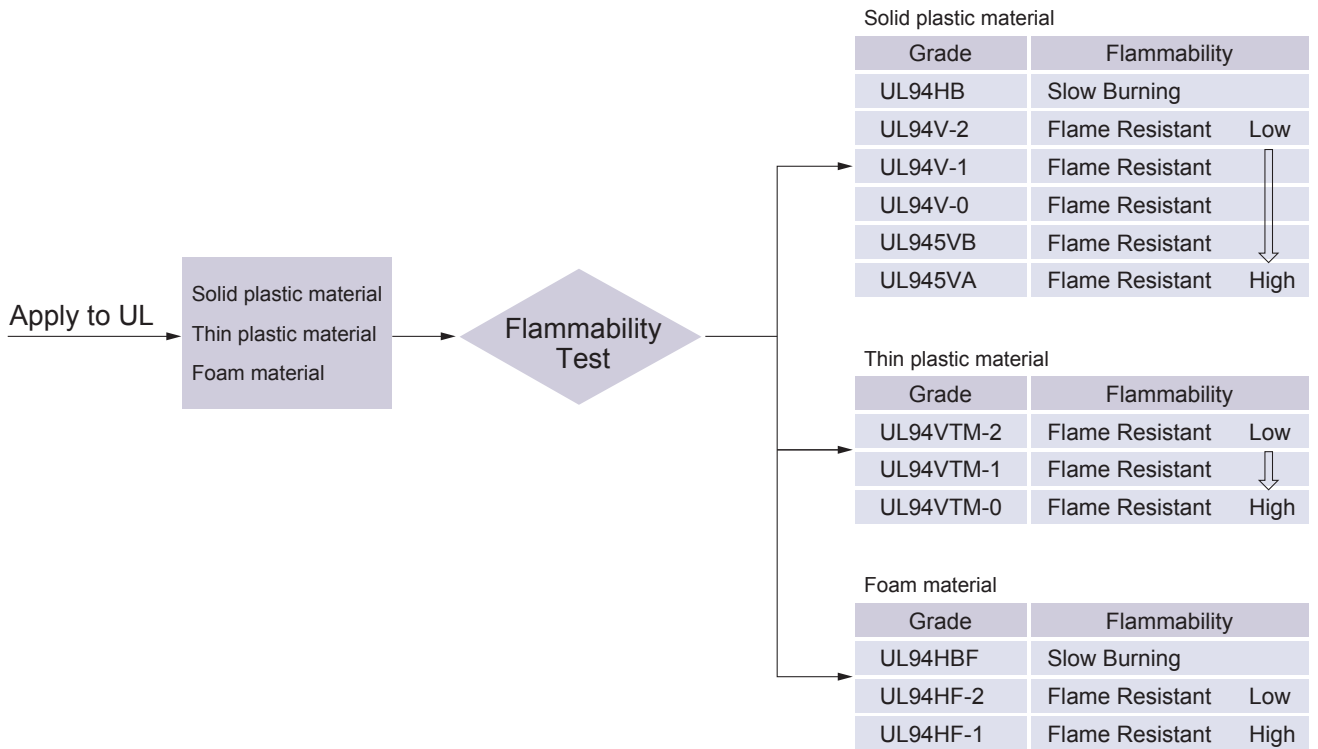 Apply to UL
Solid plastic material
Thin plastic material
Foam material
Flammability
Test
Solid plastic material
Grade Flammability
UL94HB Slow Burning
UL94V-2 Flame Resistant Low
UL94V-1 Flame Resistant
UL94V-0 Flame Resistant
UL945VB Flame Resistant
UL945VA Flame Resistant High
Thin plastic material
Grade Flammability
UL94VTM-2 Flame Resistant Low
UL94VTM-1 Flame Resistant
UL94VTM-0 Flame Resistant High
Foam material
Grade Flammability
UL94HBF Slow Burning
UL94HF-2 Flame Resistant Low
UL94HF-1 Flame Resistant High